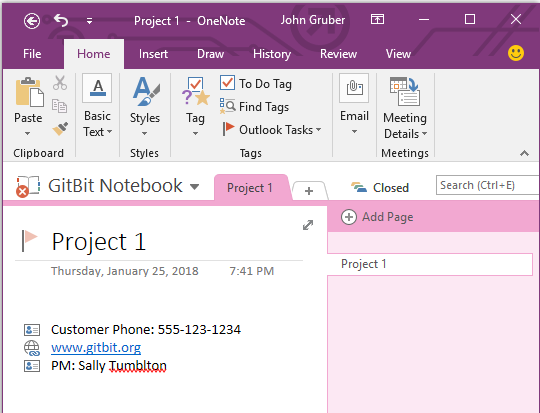 Project 1 - OneNote John Gruber
File Home Insert Draw History Review View
Paste
Clipboard
Basic
Text
Styles
Styles
Tag
To Do Tag
Find Tags
Outlook Tasks
Tags
Email
Meeting
Details
Meetings
GitBit Notebook Project 1 + Closed Search (Ctrl+E)
Add Page
Project 1
Project 1
Thursday, January 25, 2018 7:41 PM
Customer Phone: 555-123-1234
www.gitbit.org
PM: Sally Tumblton